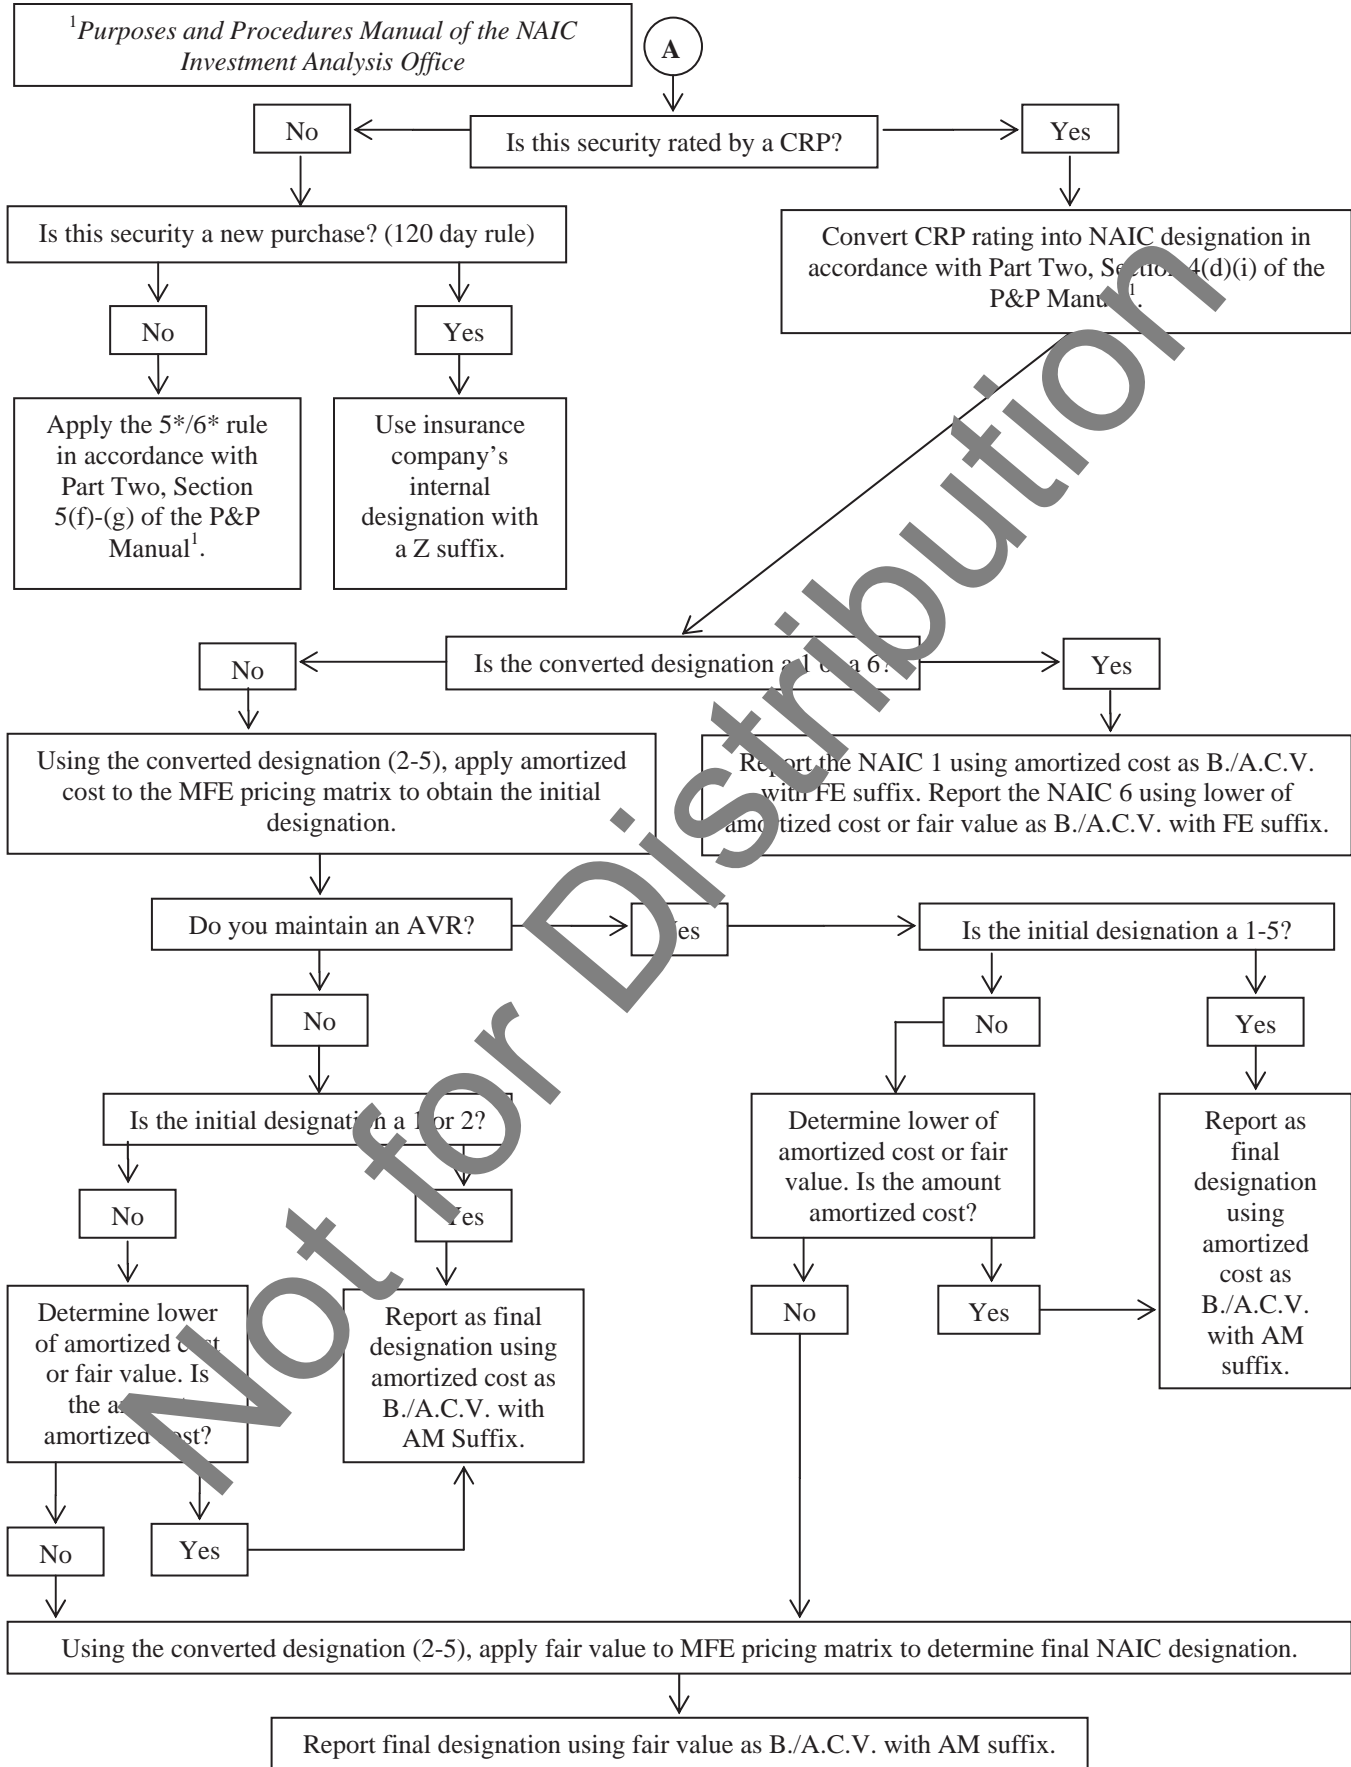 ¹Purposes and Procedures Manual of the NAIC
Investment Analysis Office
A
No
Is this security rated by a CRP?
Yes
Is this security a new purchase? (120 day rule)
Convert CRP rating into NAIC designation in
accordance with Part Two, Section 4(d)(i) of the
P&P Manual¹.
No
Yes
Apply the 5*/6* rule
in accordance with
Part Two, Section
5(f)-(g) of the P&P
Manual¹.
Use insurance
company’s
internal
designation with
a Z suffix.
No
Is the converted designation a 1 or a 6?
Yes
Using the converted designation (2-5), apply amortized
cost to the MFE pricing matrix to obtain the initial
designation.
Report the NAIC 1 using amortized cost as B./A.C.V.
with FE suffix. Report the NAIC 6 using lower of
amortized cost or fair value as B./A.C.V. with FE suffix.
Do you maintain an AVR?
Yes
Is the initial designation a 1-5?
No
No
Yes
Is the initial designation a 1 or 2?
Determine lower of
amortized cost or fair
value. Is the amount
amortized cost?
Report as
final
designation
using
amortized
cost as
B./A.C.V.
with AM
suffix.
No
Yes
No
Yes
Determine lower
of amortized cost
or fair value. Is
the amount
amortized cost?
Report as final
designation using
amortized cost as
B./A.C.V. with
AM Suffix.
No
Yes
Using the converted designation (2-5), apply fair value to MFE pricing matrix to determine final NAIC designation.
Report final designation using fair value as B./A.C.V. with AM suffix.
Not for Distribution